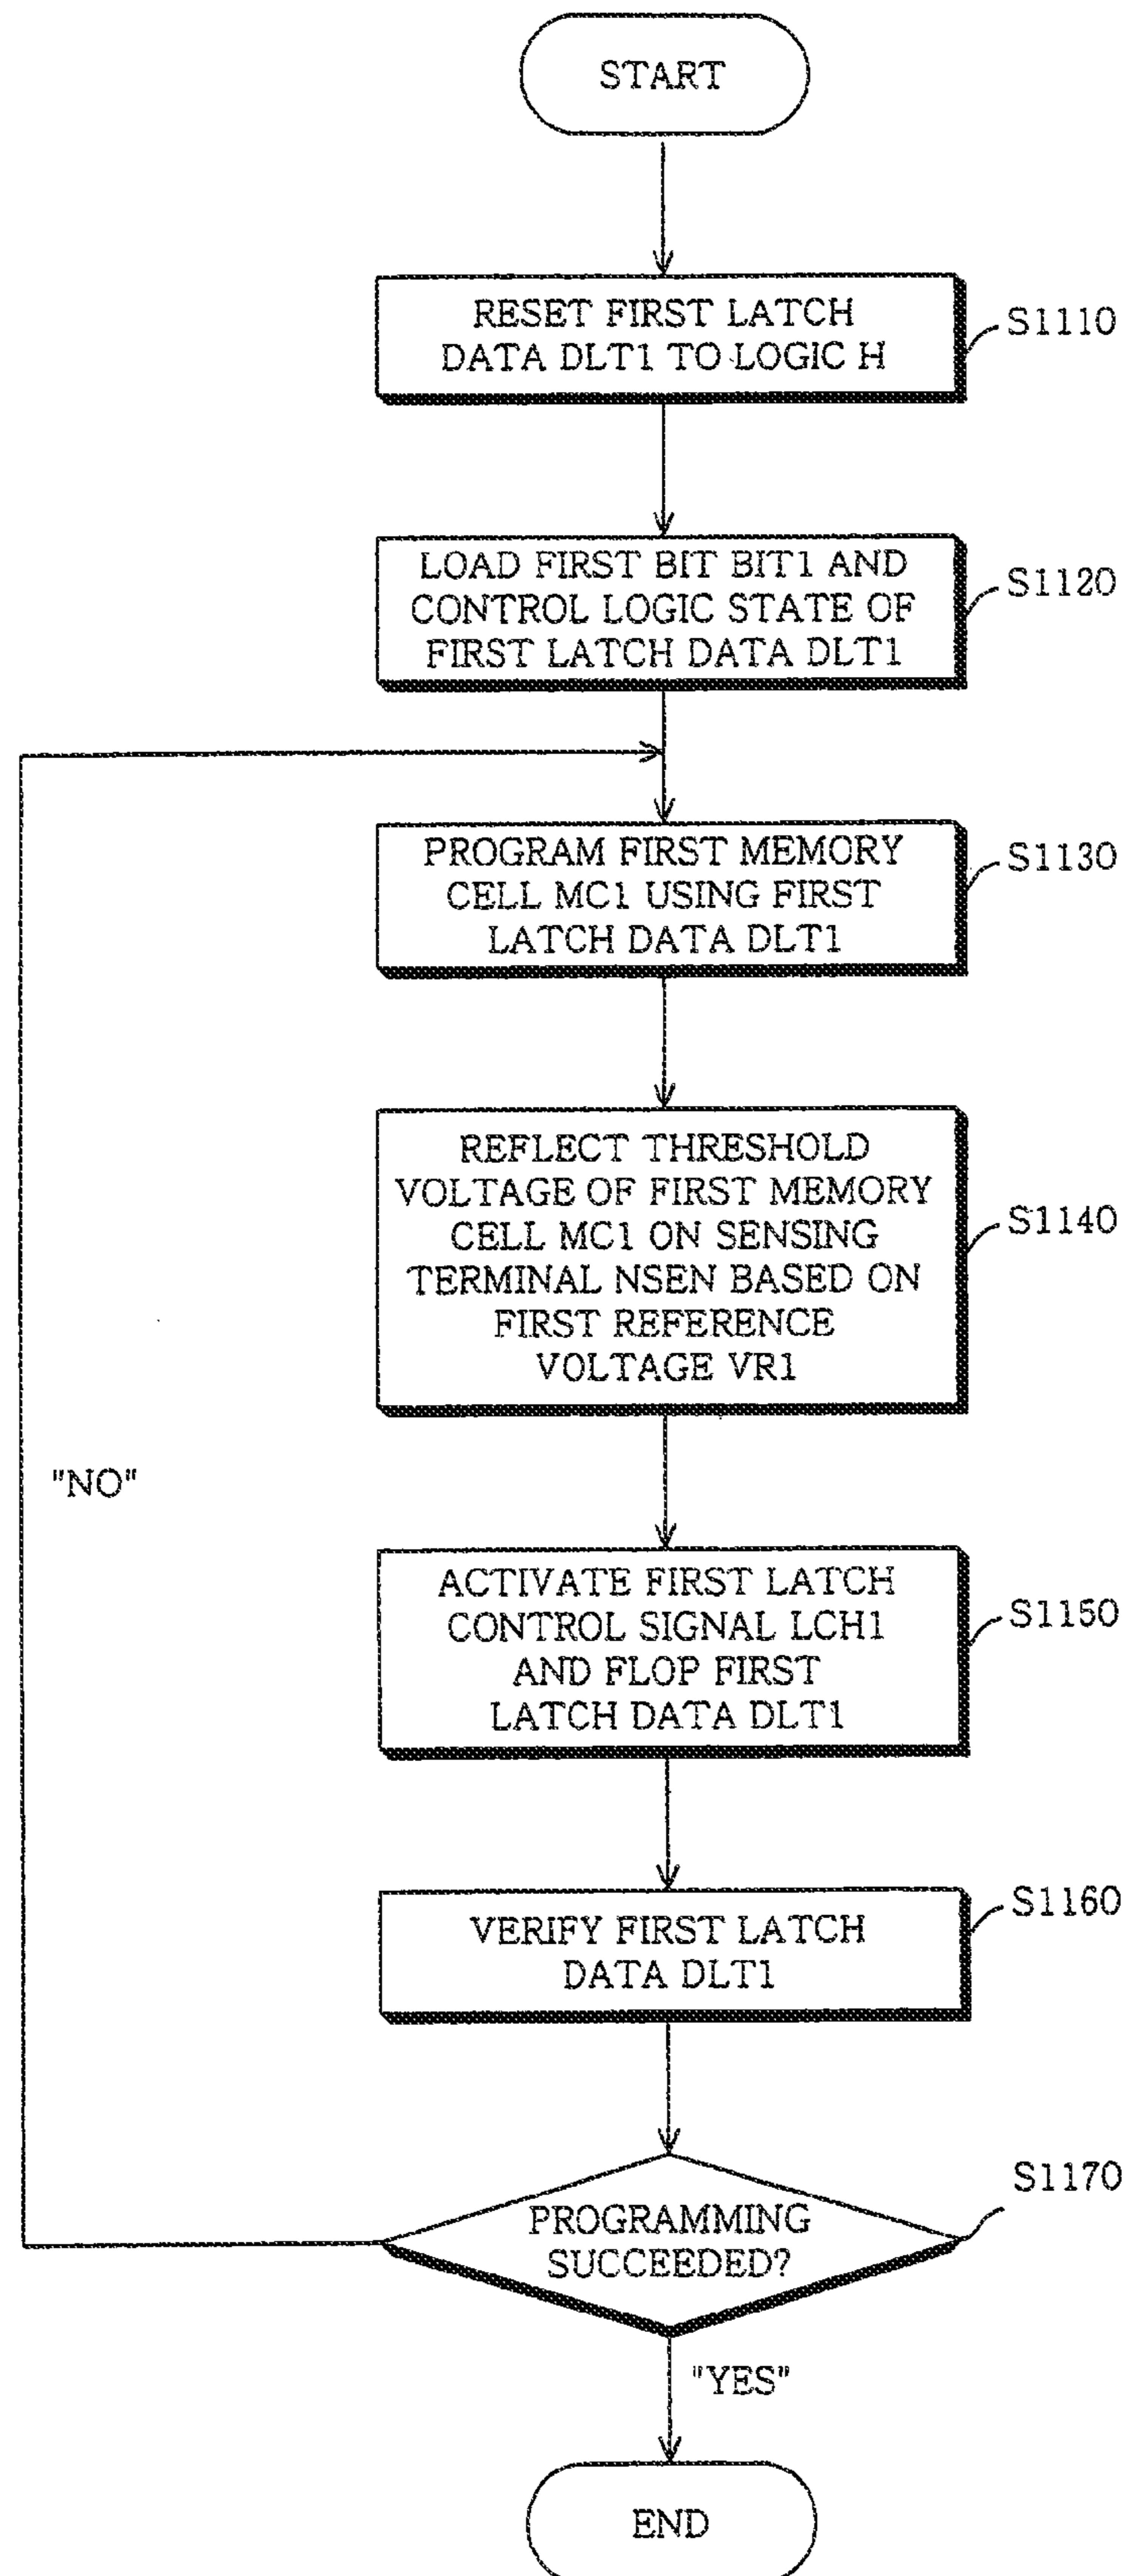 START
RESET FIRST LATCH
DATA DLT1 TO LOGIC H
S1110
LOAD FIRST BIT BIT1 AND
CONTROL LOGIC STATE OF
FIRST LATCH DATA DLT1
S1120
PROGRAM FIRST MEMORY
CELL MC1 USING FIRST
LATCH DATA DLT1
S1130
REFLECT THRESHOLD
VOLTAGE OF FIRST MEMORY
CELL MC1 ON SENSING
TERMINAL NSEN BASED ON
FIRST REFERENCE
VOLTAGE VR1
S1140
"NO"
ACTIVATE FIRST LATCH
CONTROL SIGNAL LCH1
AND FLOP FIRST
LATCH DATA DLT1
S1150
VERIFY FIRST LATCH
DATA DLT1
S1160
PROGRAMMING
SUCCEEDED?
S1170
"YES"
END